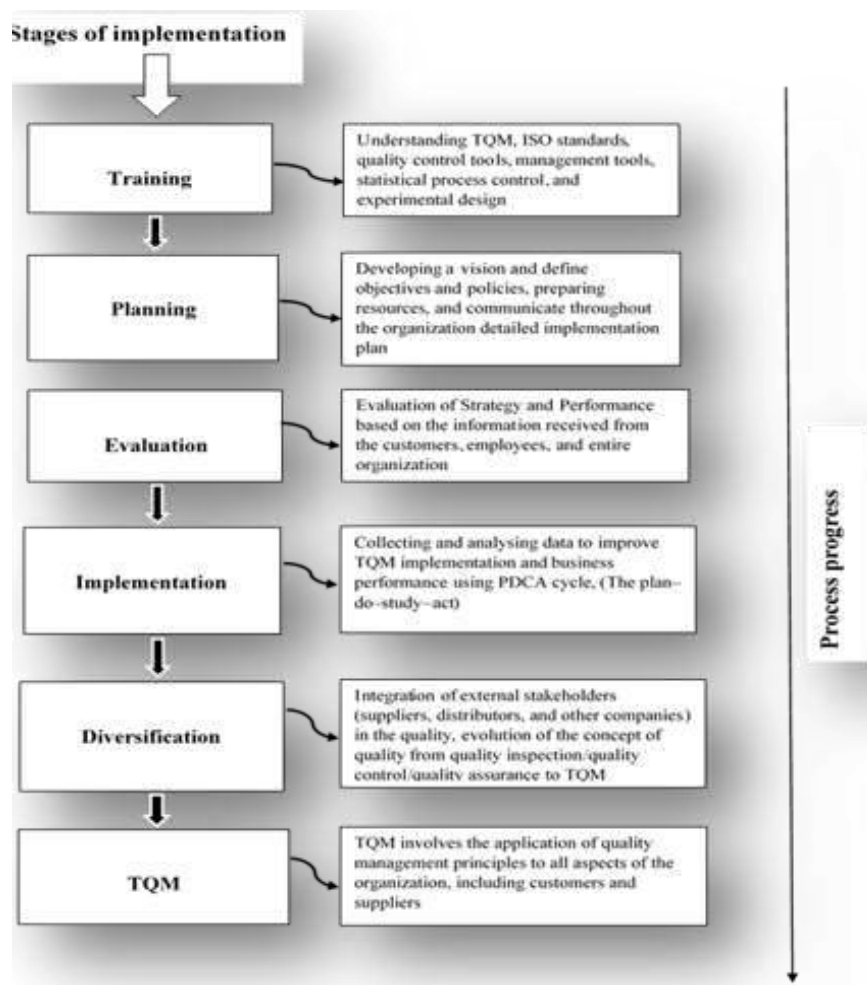 Stages of implementation
Training
Understanding TQM, ISO standards,
quality control tools, management tools,
statistical process control, and
experimental design
Planning
Developing a vision and define
objectives and policies, preparing
resources, and communicate throughout
the organization detailed implementation
plan
Evaluation
Evaluation of Strategy and Performance
based on the information received from
the customers, employees, and entire
organization
Implementation
Collecting and analysing data to improve
TQM implementation and business
performance using PDCA cycle, (The plan–
do–study–act)
Diversification
Integration of external stakeholders
(suppliers, distributors, and other companies)
in the quality, evolution of the concept of
quality from quality inspection/quality
control/quality assurance to TQM
TQM
TQM involves the application of quality
management principles to all aspects of the
organization, including customers and
suppliers
Process progress